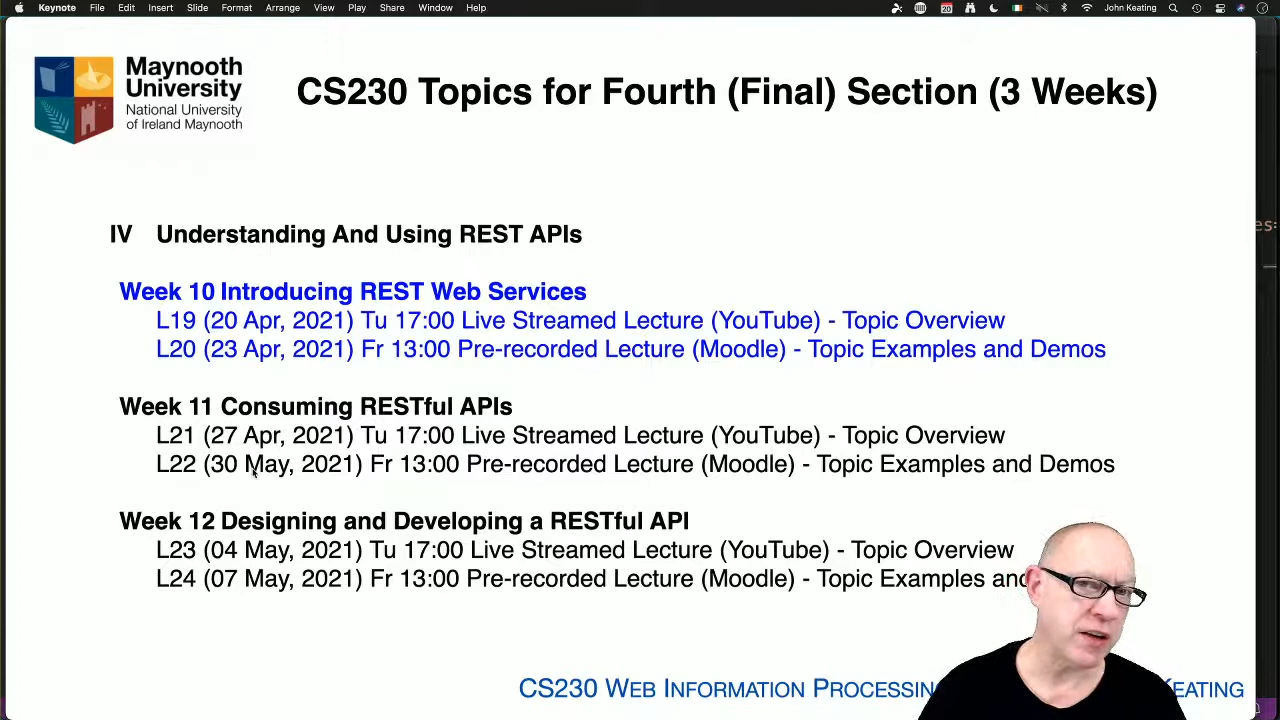 Keynote File Edit Insert Slide Format Arrange View Play Share Window Help 20 John Keating
Maynooth
University
National University
of Ireland Maynooth
CS230 Topics for Fourth (Final) Section (3 Weeks)
IV Understanding And Using REST APIs
Week 10 Introducing REST Web Services
L19 (20 Apr, 2021) Tu 17:00 Live Streamed Lecture (YouTube) - Topic Overview
L20 (23 Apr, 2021) Fr 13:00 Pre-recorded Lecture (Moodle) - Topic Examples and Demos
Week 11 Consuming RESTful APIs
L21 (27 Apr, 2021) Tu 17:00 Live Streamed Lecture (YouTube) - Topic Overview
L22 (30 May, 2021) Fr 13:00 Pre-recorded Lecture (Moodle) - Topic Examples and Demos
Week 12 Designing and Developing a RESTful API
L23 (04 May, 2021) Tu 17:00 Live Streamed Lecture (YouTube) - Topic Overview
L24 (07 May, 2021) Fr 13:00 Pre-recorded Lecture (Moodle) - Topic Examples
CS230 WEB INFORMATION